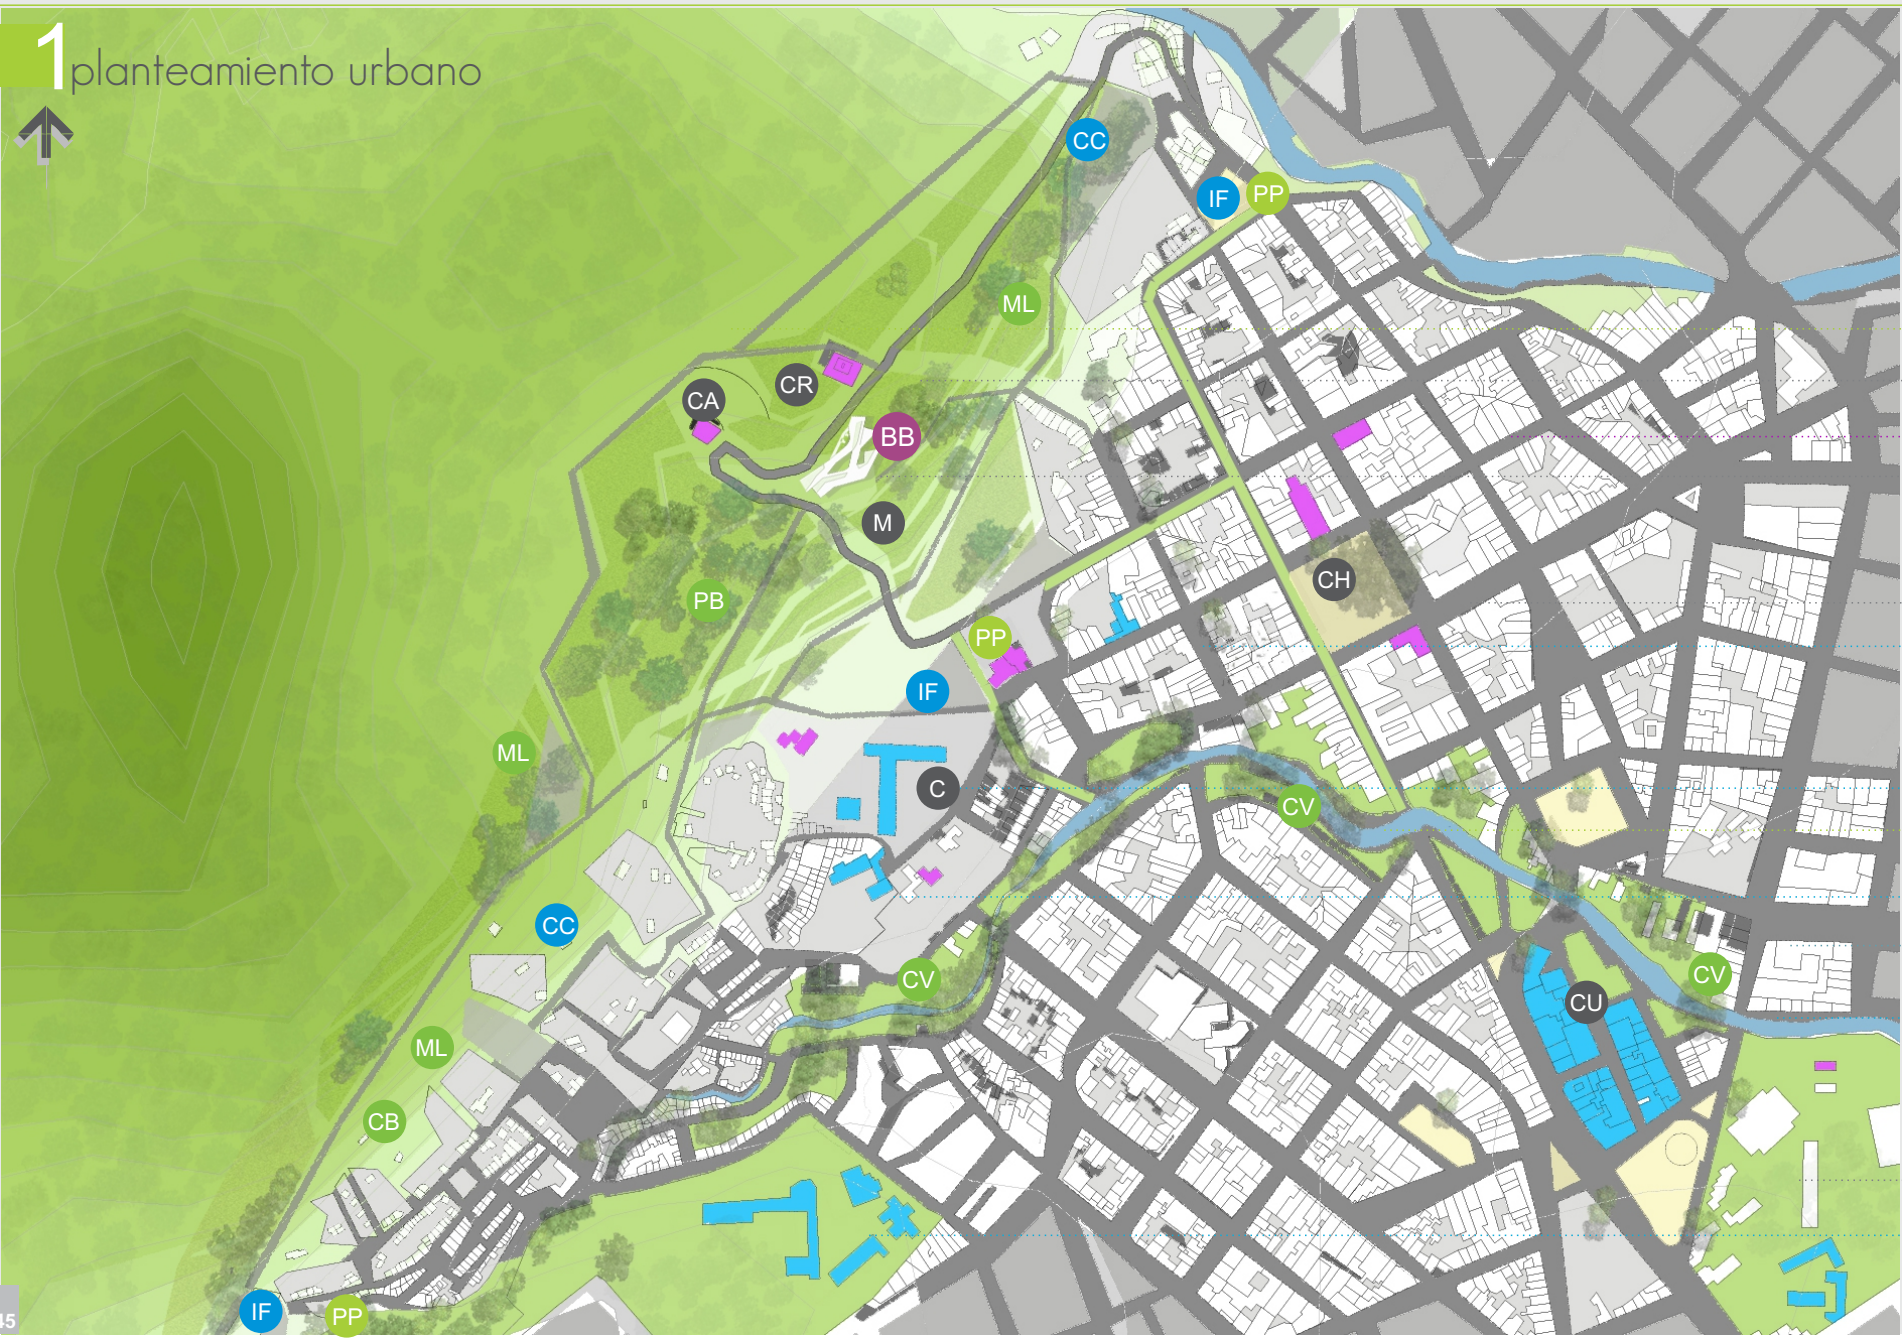 1 planteamiento urbano
CC
IF
PP
ML
CR
CA
BB
M
CH
PB
PP
IF
ML
C
CV
CC
CV
CV
CU
ML
CB
IF
PP
45